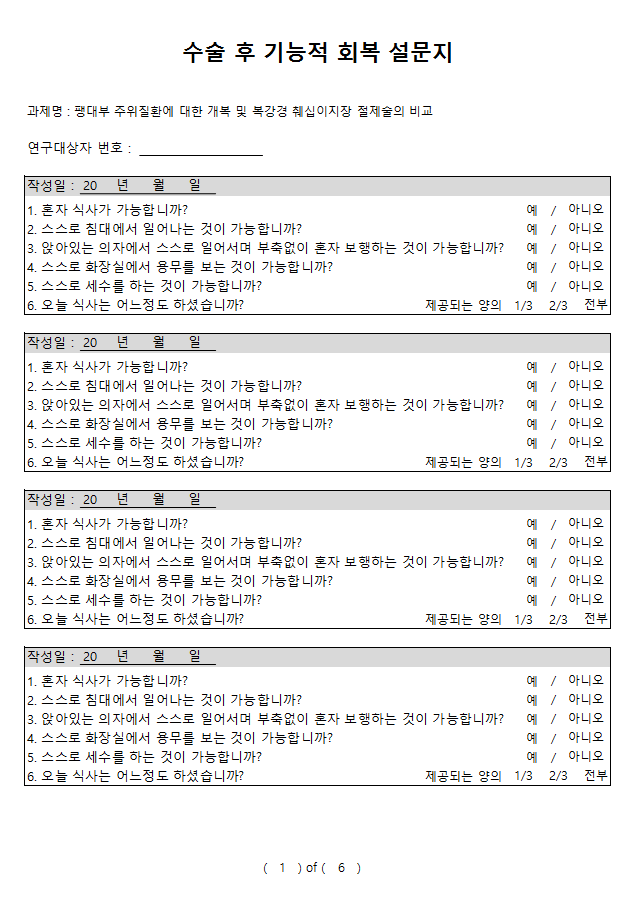 수술 후 기능적 회복 설문지
과제명 : 팽대부 주위질환에 대한 개복 및 복강경 췌십이지장 절제술의 비교
연구대상자 번호 : ___________________
작성일 : 20 년 월 일
1. 혼자 식사가 가능합니까? 예 / 아니오
2. 스스로 침대에서 일어나는 것이 가능합니까? 예 / 아니오
3. 앉아있는 의자에서 스스로 일어서며 부축없이 혼자 보행하는 것이 가능합니까? 예 / 아니오
4. 스스로 화장실에서 용무를 보는 것이 가능합니까? 예 / 아니오
5. 스스로 세수를 하는 것이 가능합니까? 예 / 아니오
6. 오늘 식사는 어느정도 하셨습니까? 제공되는 양의 1/3 2/3 전부
작성일 : 20 년 월 일
1. 혼자 식사가 가능합니까? 예 / 아니오
2. 스스로 침대에서 일어나는 것이 가능합니까? 예 / 아니오
3. 앉아있는 의자에서 스스로 일어서며 부축없이 혼자 보행하는 것이 가능합니까? 예 / 아니오
4. 스스로 화장실에서 용무를 보는 것이 가능합니까? 예 / 아니오
5. 스스로 세수를 하는 것이 가능합니까? 예 / 아니오
6. 오늘 식사는 어느정도 하셨습니까? 제공되는 양의 1/3 2/3 전부
작성일 : 20 년 월 일
1. 혼자 식사가 가능합니까? 예 / 아니오
2. 스스로 침대에서 일어나는 것이 가능합니까? 예 / 아니오
3. 앉아있는 의자에서 스스로 일어서며 부축없이 혼자 보행하는 것이 가능합니까? 예 / 아니오
4. 스스로 화장실에서 용무를 보는 것이 가능합니까? 예 / 아니오
5. 스스로 세수를 하는 것이 가능합니까? 예 / 아니오
6. 오늘 식사는 어느정도 하셨습니까? 제공되는 양의 1/3 2/3 전부
작성일 : 20 년 월 일
1. 혼자 식사가 가능합니까? 예 / 아니오
2. 스스로 침대에서 일어나는 것이 가능합니까? 예 / 아니오
3. 앉아있는 의자에서 스스로 일어서며 부축없이 혼자 보행하는 것이 가능합니까? 예 / 아니오
4. 스스로 화장실에서 용무를 보는 것이 가능합니까? 예 / 아니오
5. 스스로 세수를 하는 것이 가능합니까? 예 / 아니오
6. 오늘 식사는 어느정도 하셨습니까? 제공되는 양의 1/3 2/3 전부
( 1 ) of ( 6 )